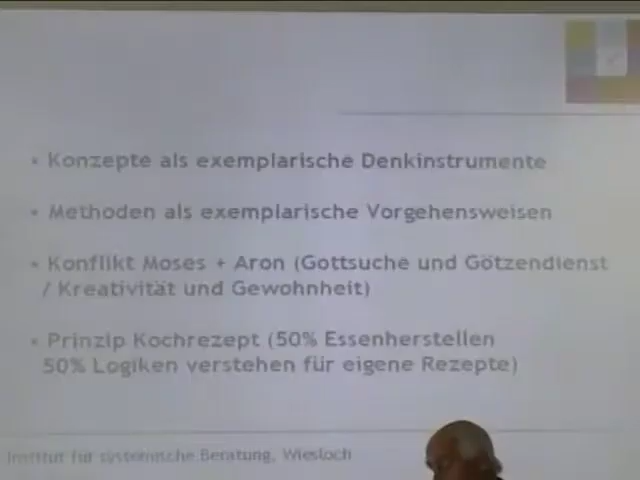 • Konzepte als exemplarische Denkinstrumente
• Methoden als exemplarische Vorgehensweisen
• Konflikt Moses + Aron (Gottsuche und Götzendienst
/ Kreativität und Gewohnheit)
• Prinzip Kochrezept (50% Essenherstellen
50% Logiken verstehen für eigene Rezepte)
Institut für systemische Beratung, Wiesloch